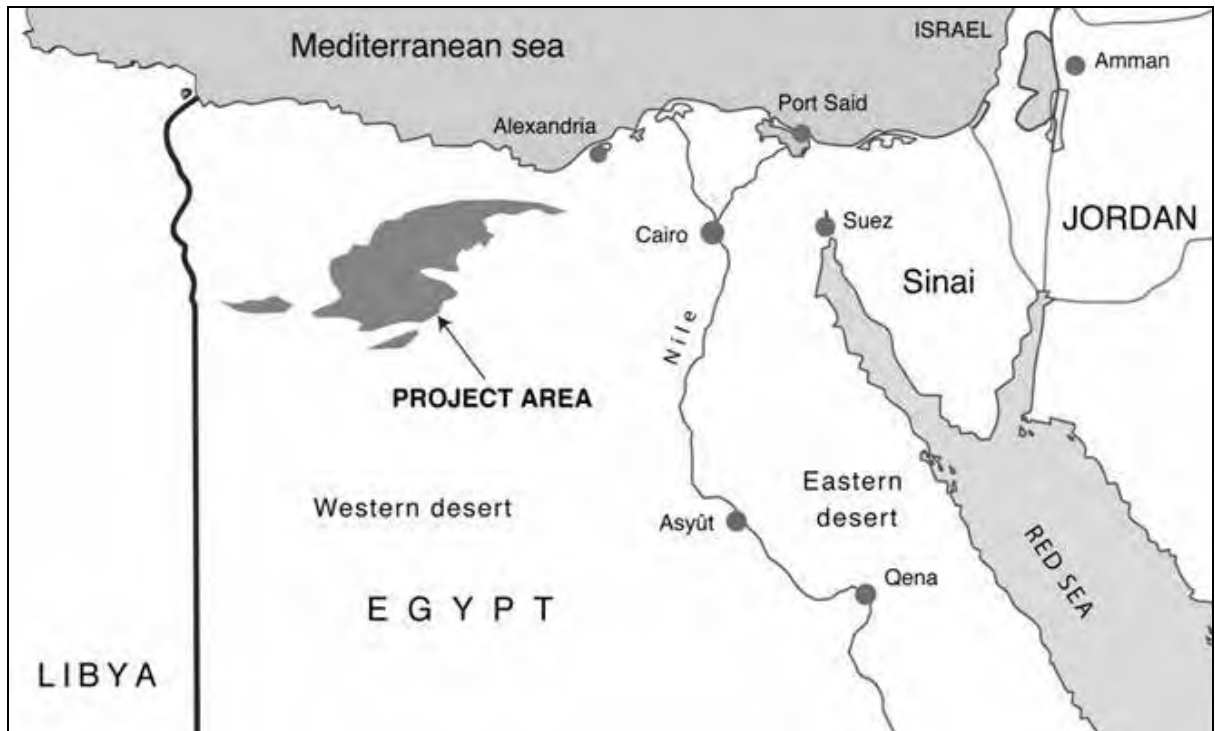 Mediterranean sea
ISRAEL
Amman
Port Said
Alexandria
JORDAN
Cairo
Suez
Sinai
Nile
PROJECT AREA
Western desert
Eastern
desert
Asyût
RED SEA
Qena
EGYPT
LIBYA